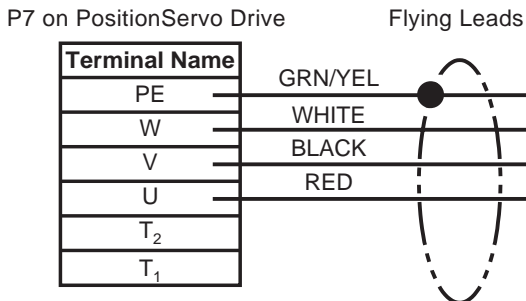 P7 on PositionServo Drive Flying Leads
Terminal Name
PE GRN/YEL
W WHITE
V BLACK
U RED
T₂
T₁